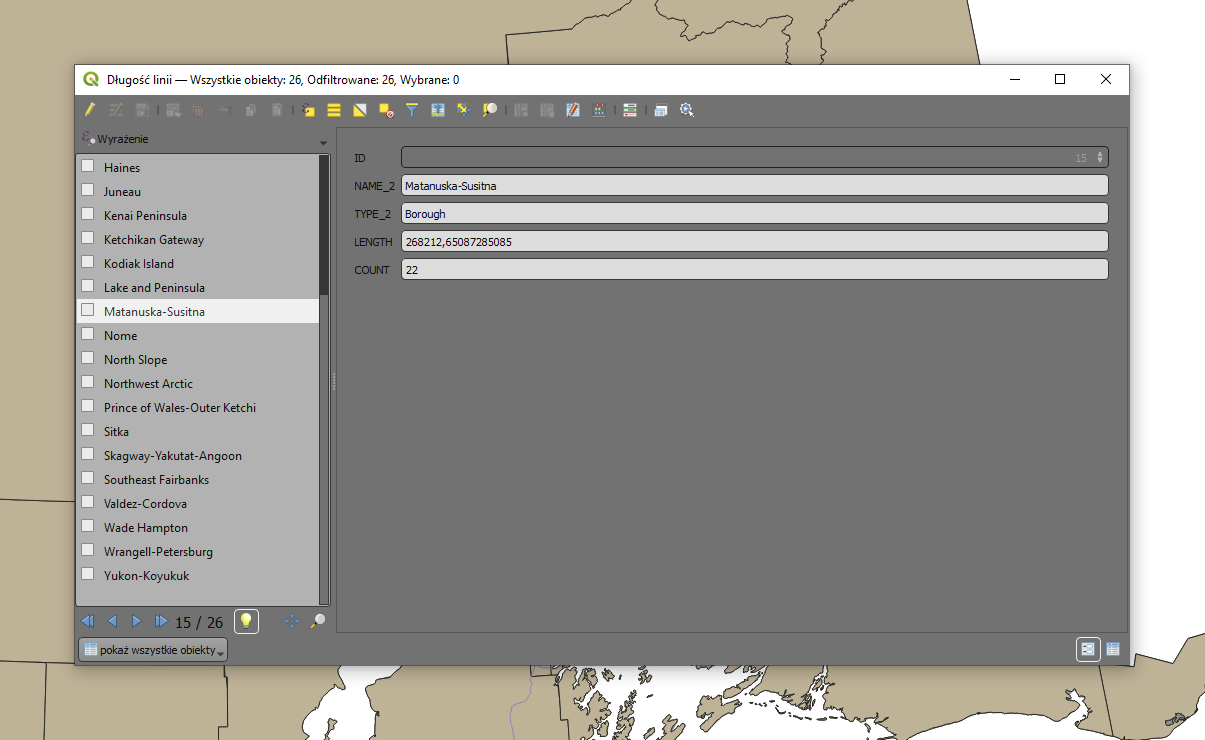 Długość linii — Wszystkie obiekty: 26, Odfiltrowane: 26, Wybrane: 0
Wyrażenie
Haines
Juneau
Kenai Peninsula
Ketchikan Gateway
Kodiak Island
Lake and Peninsula
Matanuska-Susitna
Nome
North Slope
Northwest Arctic
Prince of Wales-Outer Ketchi
Sitka
Skagway-Yakutat-Angoon
Southeast Fairbanks
Valdez-Cordova
Wade Hampton
Wrangell-Petersburg
Yukon-Koyukuk
15 / 26
pokaż wszystkie obiekty
ID 15
NAME_2 Matanuska-Susitna
TYPE_2 Borough
LENGTH 268212,65087285085
COUNT 22